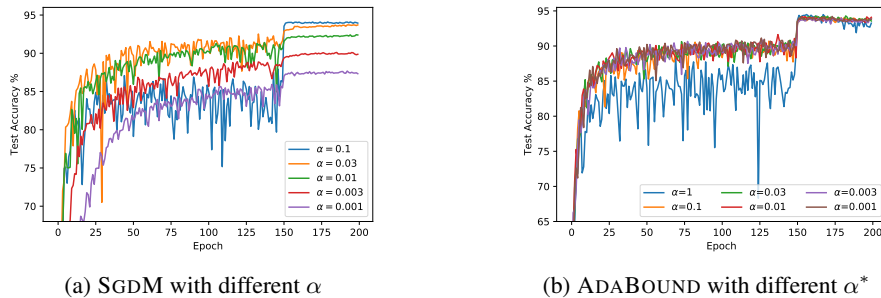 95
90
85
80
75
70
Test Accuracy %
0 25 50 75 100 125 150 175 200
Epoch
α = 0.1
α = 0.03
α = 0.01
α = 0.003
α = 0.001
(a) SGDM with different α
95
90
85
80
75
70
65
Test Accuracy %
0 25 50 75 100 125 150 175 200
Epoch
α=1 α=0.03 α=0.003
α=0.1 α=0.01 α=0.001
(b) ADABOUND with different α*